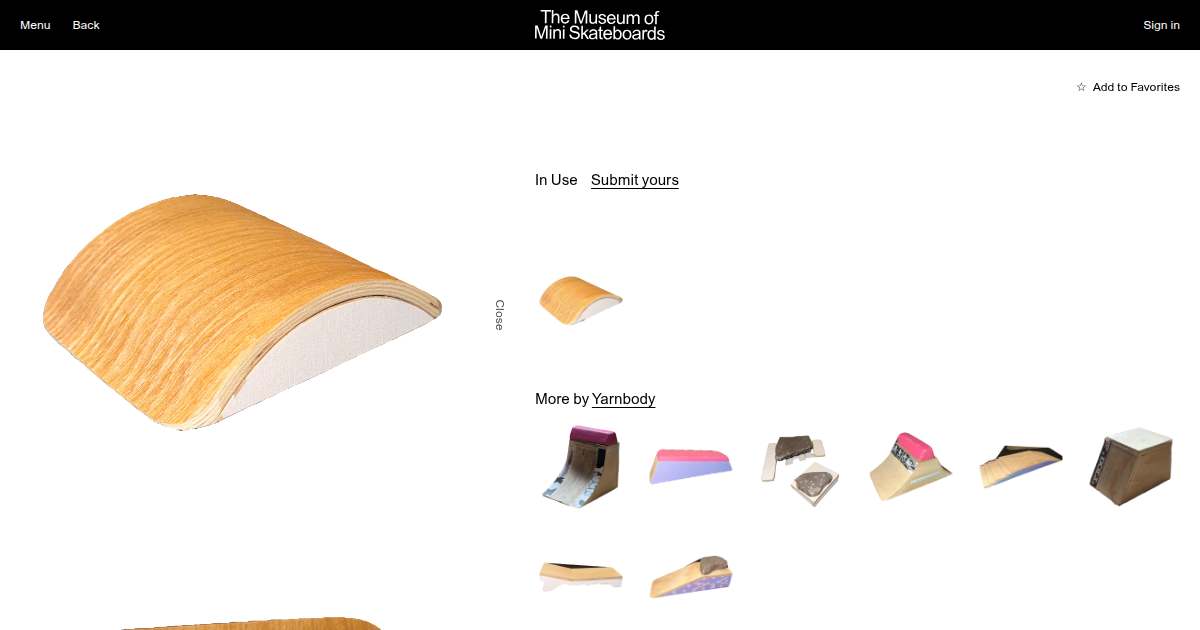 Menu
Back
The Museum of
Mini Skateboards
Sign in
☆ Add to Favorites
In Use
Submit yours
Close
More by Yarnbody